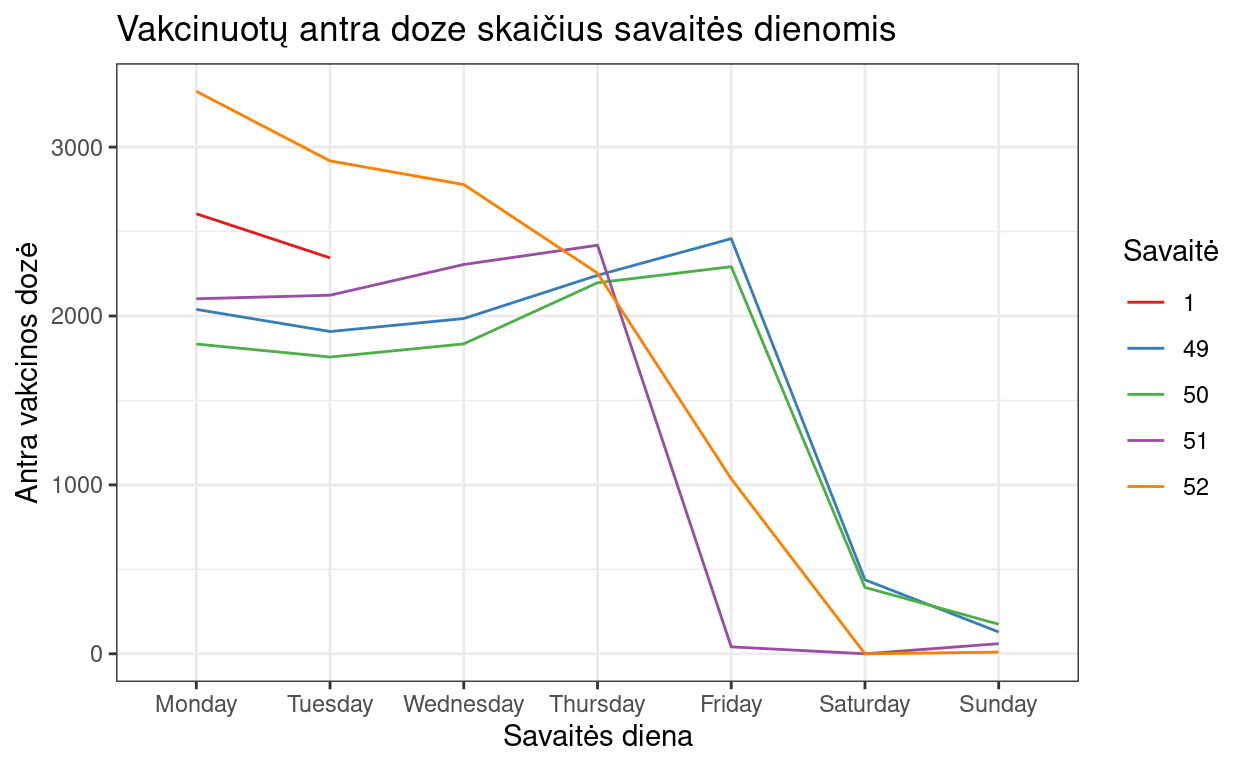 Vakcinuotų antra doze skaičius savaitės dienomis
Antra vakcinos dozė
3000
2000
1000
0
Monday
Tuesday
Wednesday
Thursday
Friday
Saturday
Sunday
Savaitės diena
Savaitė
1
49
50
51
52